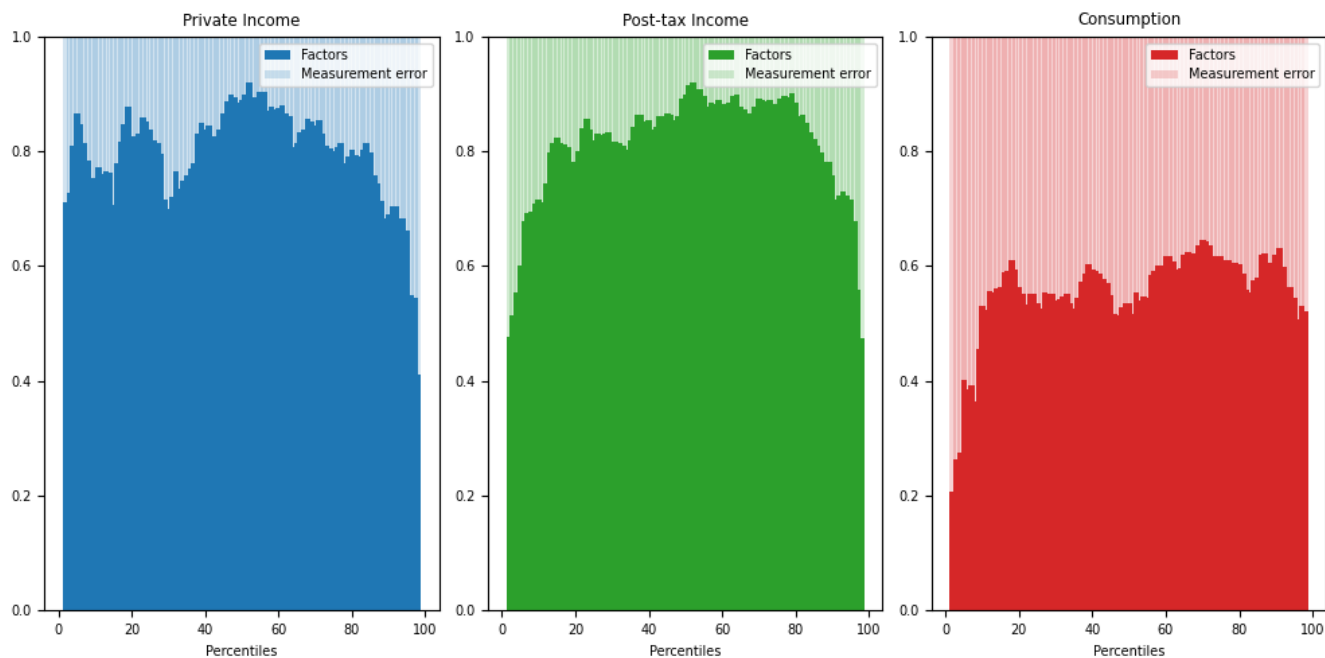 Private Income
Factors
Measurement error
1.0
0.8
0.6
0.4
0.2
0.0
0 20 40 60 80 100
Percentiles
Post-tax Income
Factors
Measurement error
1.0
0.8
0.6
0.4
0.2
0.0
0 20 40 60 80 100
Percentiles
Consumption
Factors
Measurement error
1.0
0.8
0.6
0.4
0.2
0.0
0 20 40 60 80 100
Percentiles